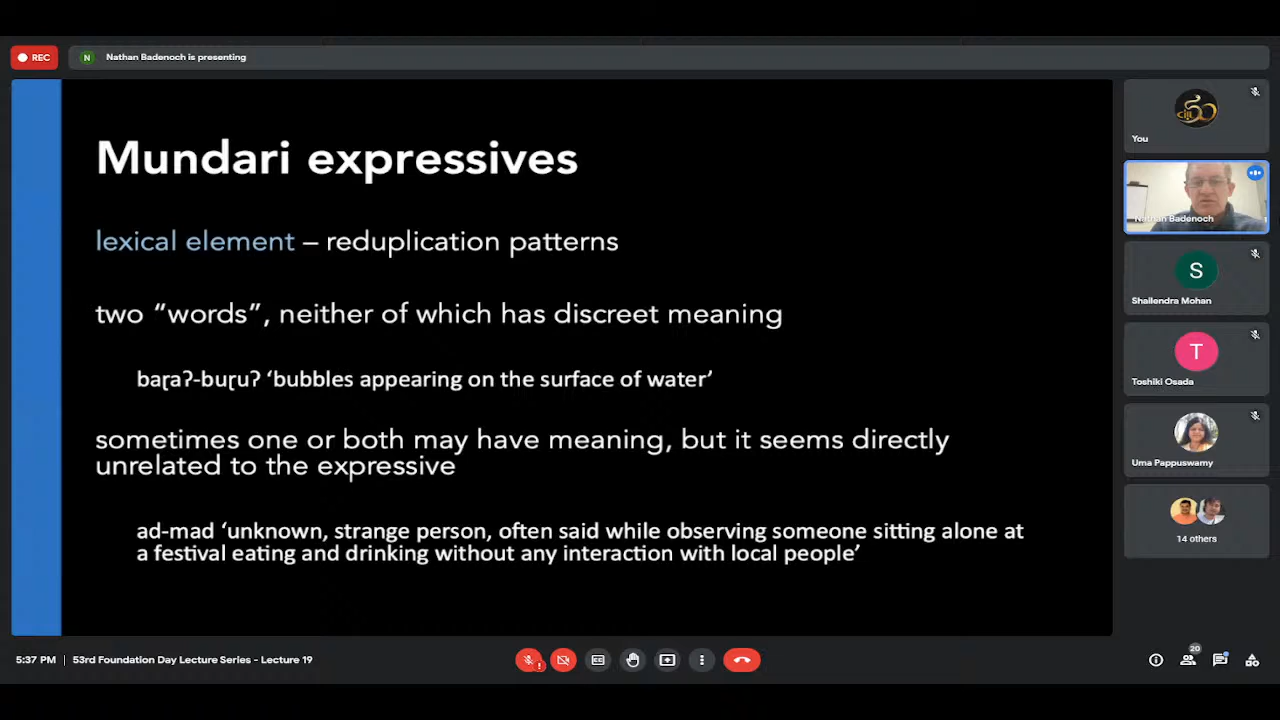 REC
N
Nathan Badenoch is presenting
Mundari expressives
lexical element – reduplication patterns
two “words”, neither of which has discreet meaning
baɽaʔ-buɽuʔ ‘bubbles appearing on the surface of water’
sometimes one or both may have meaning, but it seems directly
unrelated to the expressive
ad-mad ‘unknown, strange person, often said while observing someone sitting alone at
a festival eating and drinking without any interaction with local people’
You
Nathan Badenoch
S
Shailendra Mohan
T
Toshiki Osada
Uma Pappuswamy
14 others
5:37 PM | 53rd Foundation Day Lecture Series - Lecture 19
20